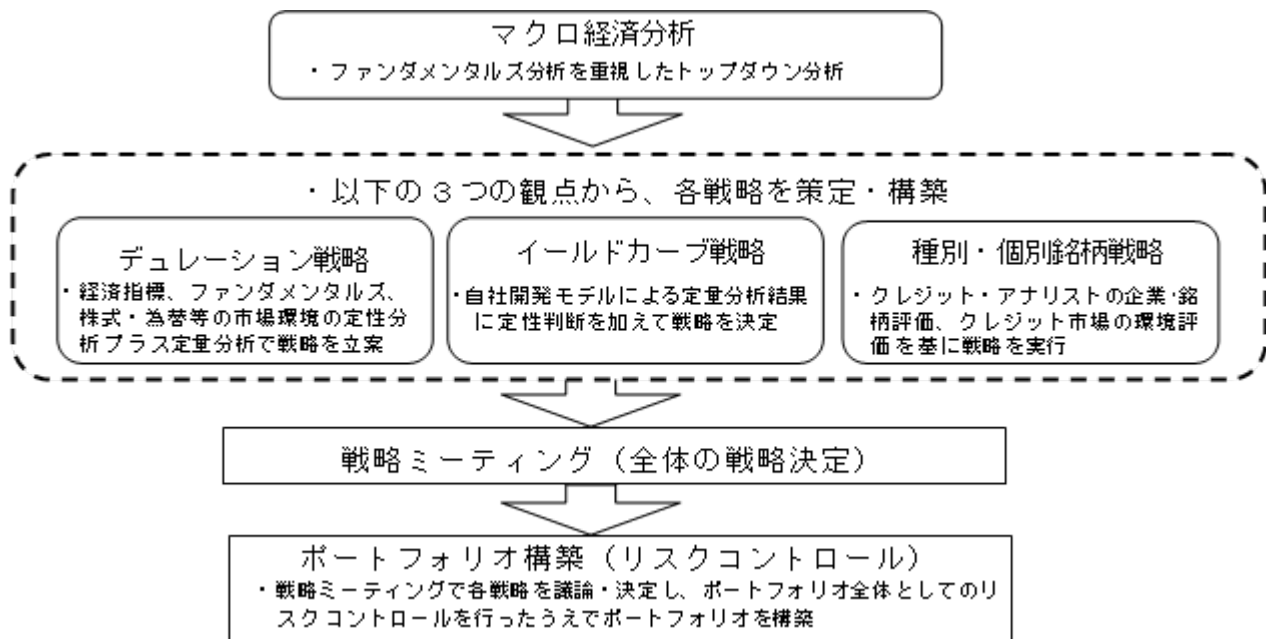 マクロ経済分析
・ファンダメンタルズ分析を重視したトップダウン分析
・以下の３つの観点から、各戦略を策定・構築
デュレーション戦略
・経済指標、ファンダメンタルズ、
株式・為替等の市場環境の定性分
析プラス定量分析で戦略を立案
イールドカーブ戦略
・自社開発モデルによる定量分析結果
に定性判断を加えて戦略を決定
種別・個別銘柄戦略
・クレジット・アナリストの企業・銘
柄評価、クレジット市場の環境評
価を基に戦略を実行
戦略ミーティング（全体の戦略決定）
ポートフォリオ構築（リスクコントロール）
・戦略ミーティングで各戦略を議論・決定し、ポートフォリオ全体としてのリ
スクコントロールを行ったうえでポートフォリオを構築